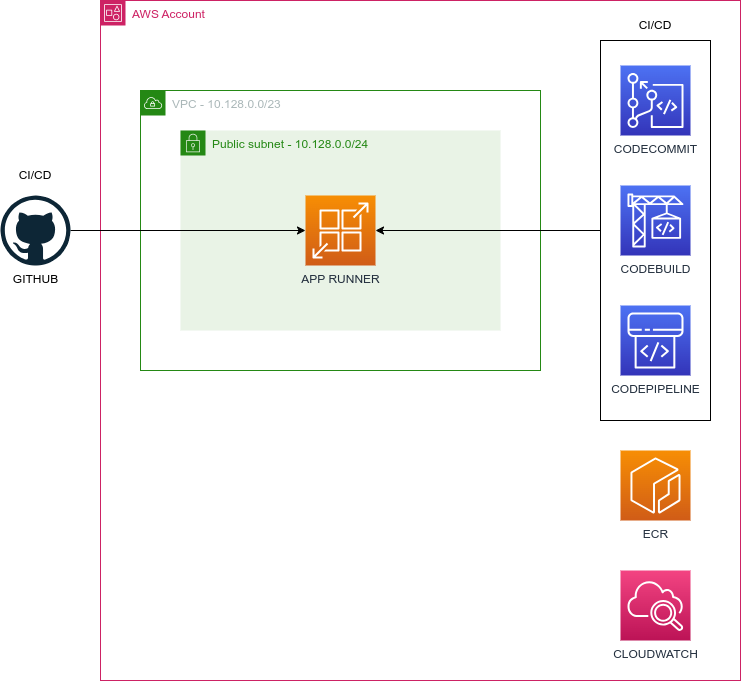 AWS Account
CI/CD
VPC - 10.128.0.0/23
Public subnet - 10.128.0.0/24
CODECOMMIT
CI/CD
GITHUB
APP RUNNER
CODEBUILD
CODEPIPELINE
ECR
CLOUDWATCH